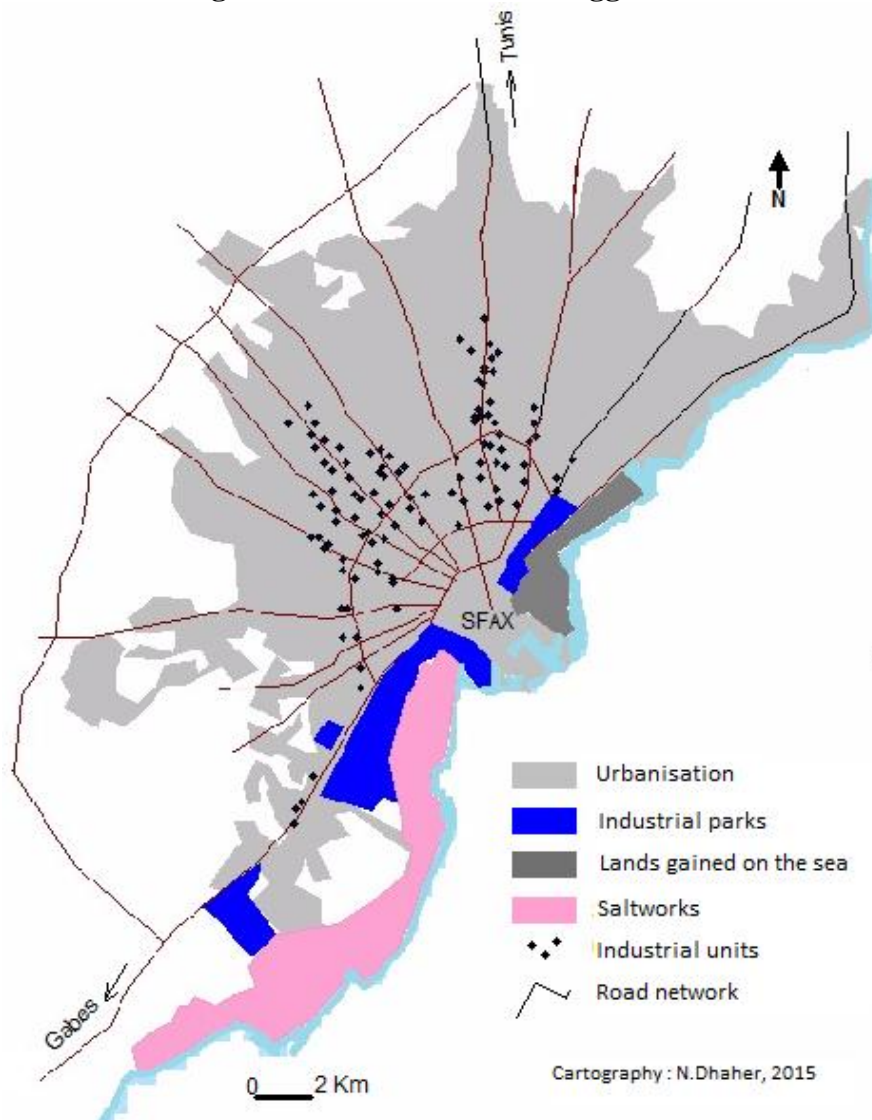 Tunis
N
SFAX
Urbanisation
Industrial parks
Lands gained on the sea
Saltworks
Industrial units
Road network
Gabes
0 2 Km
Cartography : N.Dhaher, 2015